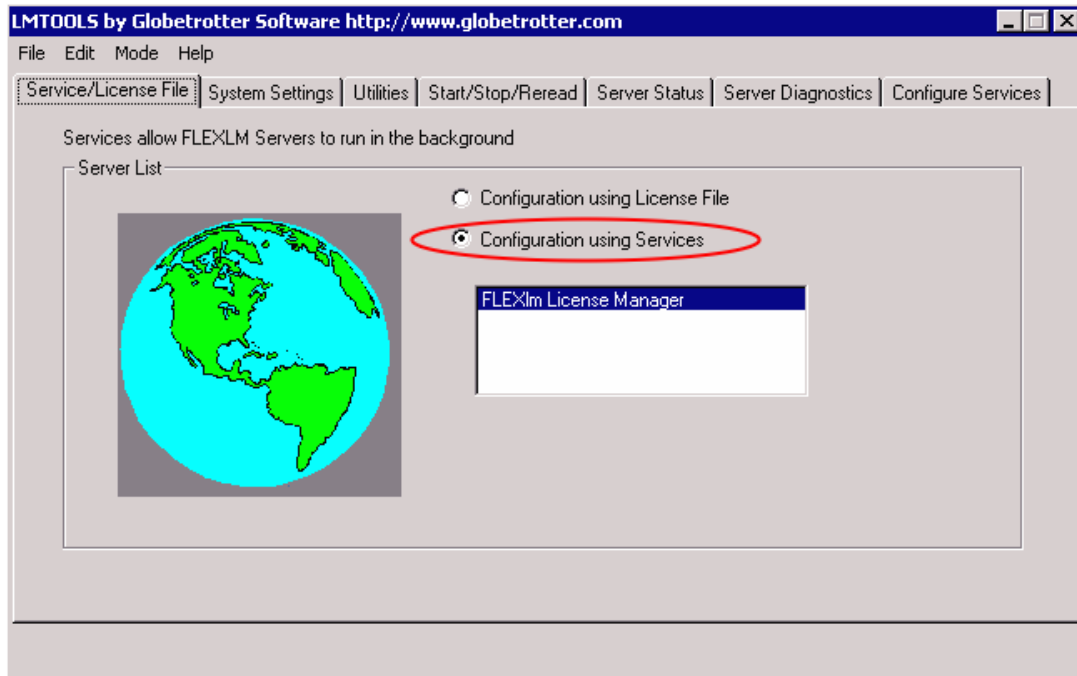 LMTOOLS by Globetrotter Software http://www.globetrotter.com
File Edit Mode Help
Service/License File System Settings Utilities Start/Stop/Reread Server Status Server Diagnostics Configure Services
Services allow FLEXLM Servers to run in the background
Server List
Configuration using License File
Configuration using Services
FLEXlm License Manager